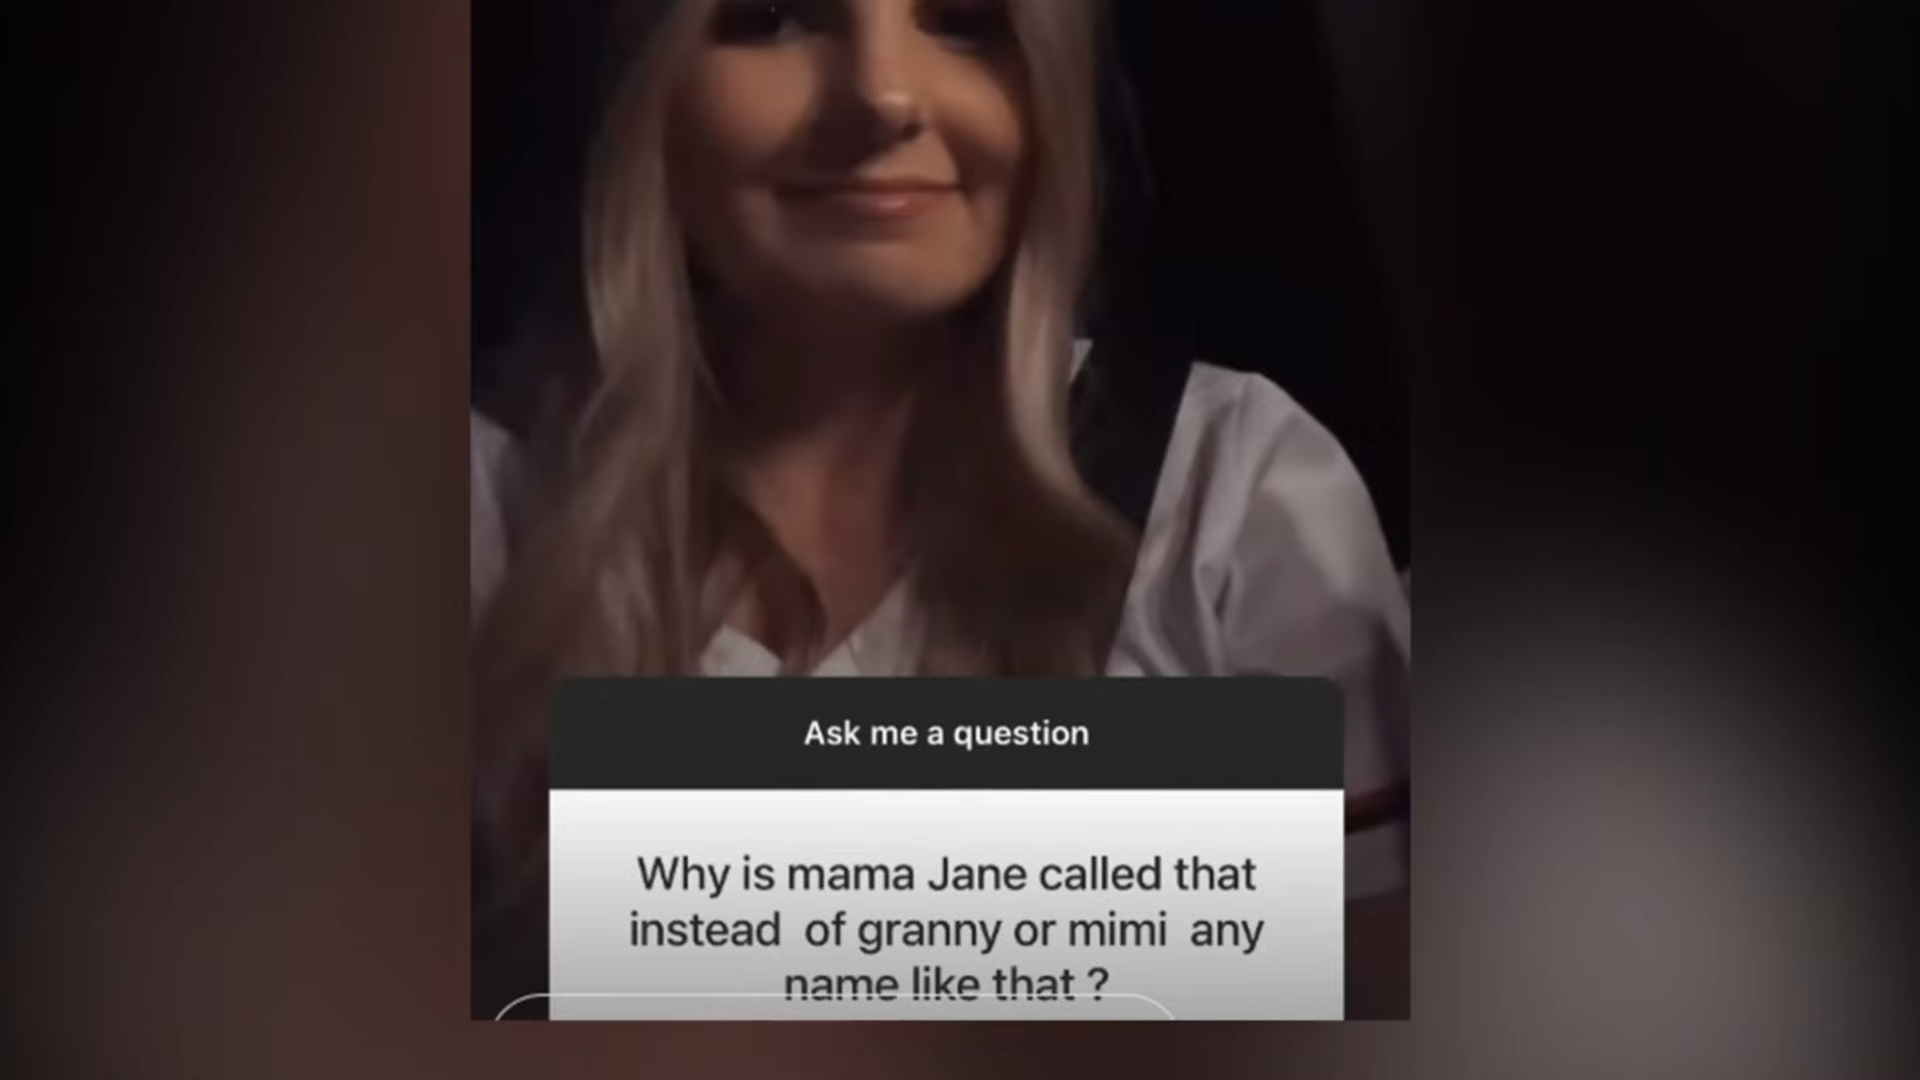 Ask me a question
Why is mama Jane called that
instead of granny or mimi any
name like that ?